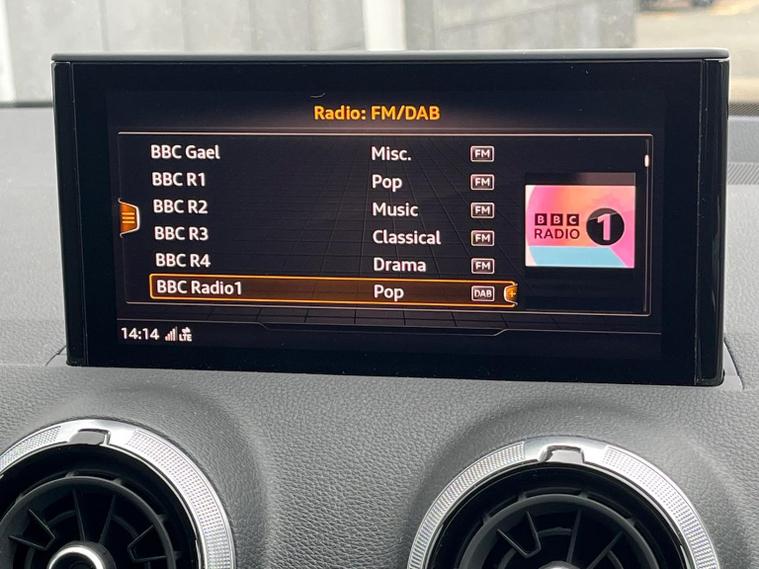 Radio: FM/DAB
BBC Gael Misc. FM
BBC R1 Pop FM
BBC R2 Music FM
BBC R3 Classical FM
BBC R4 Drama FM
BBC Radio1 Pop DAB +
BBC
RADIO 1
14:14 LTE